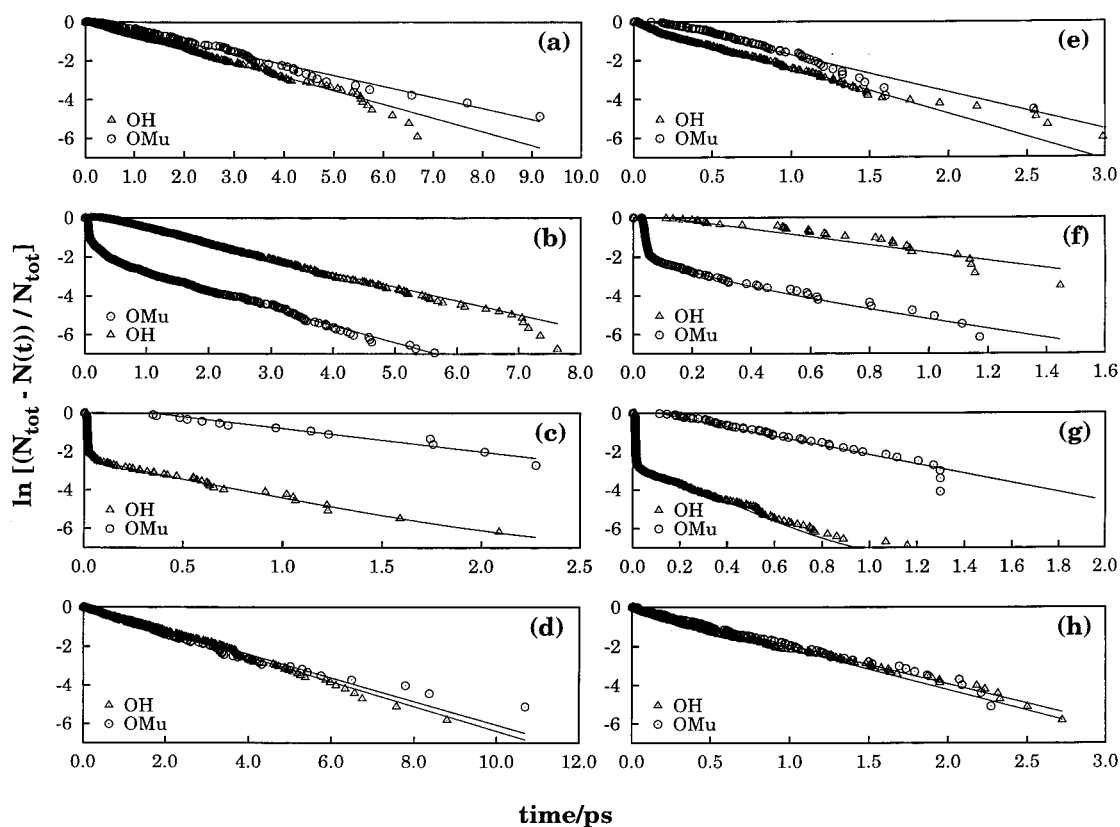 (a)
0
-2
-4
-6
△ OH
○ OMu
0.0 1.0 2.0 3.0 4.0 5.0 6.0 7.0 8.0 9.0 10.0
(e)
0
-2
-4
-6
△ OH
○ OMu
0.0 0.5 1.0 1.5 2.0 2.5 3.0
(b)
0
-2
-4
-6
○ OMu
△ OH
0.0 1.0 2.0 3.0 4.0 5.0 6.0 7.0 8.0
(f)
0
-2
-4
-6
△ OH
○ OMu
0.0 0.2 0.4 0.6 0.8 1.0 1.2 1.4 1.6
ln [(N_tot - N(t)) / N_tot]
(c)
0
-2
-4
-6
△ OH
○ OMu
0.0 0.5 1.0 1.5 2.0 2.5
(g)
0
-2
-4
-6
△ OH
○ OMu
0.0 0.2 0.4 0.6 0.8 1.0 1.2 1.4 1.6 1.8 2.0
(d)
0
-2
-4
-6
△ OH
○ OMu
0.0 2.0 4.0 6.0 8.0 10.0 12.0
(h)
0
-2
-4
-6
△ OH
○ OMu
0.0 0.5 1.0 1.5 2.0 2.5 3.0
time/ps